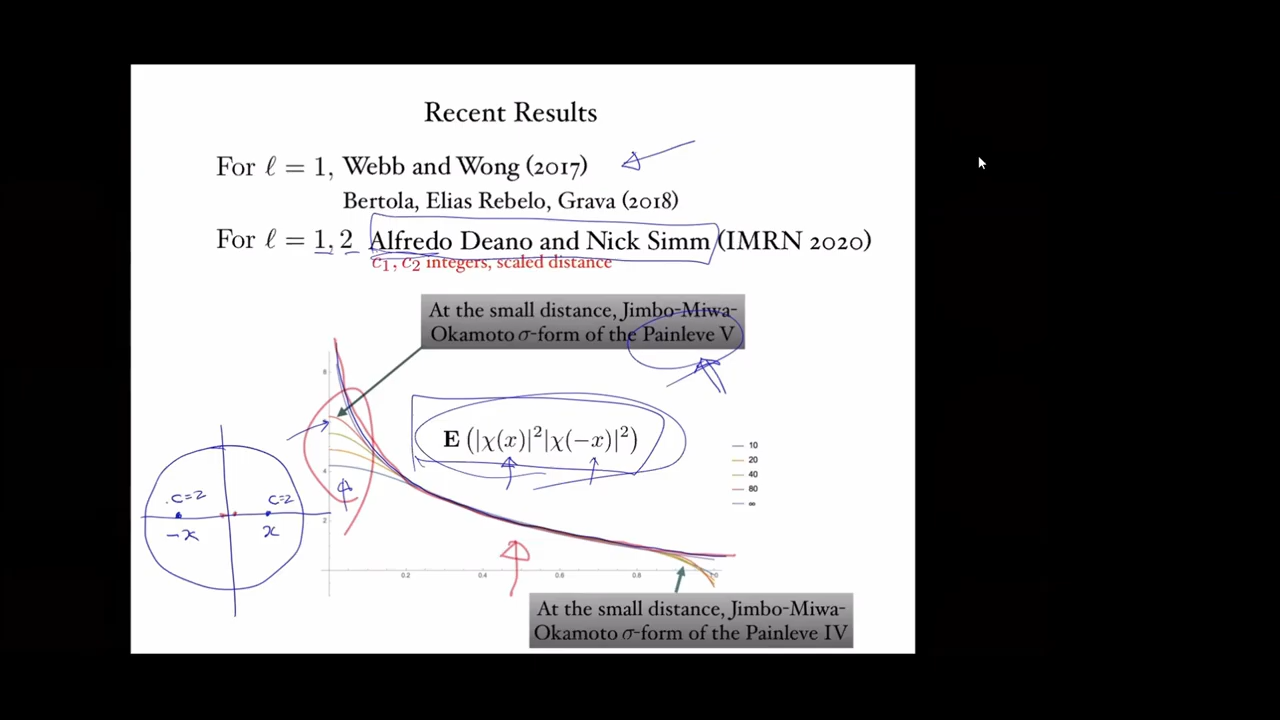 Recent Results
For ℓ = 1, Webb and Wong (2017)
Bertola, Elias Rebelo, Grava (2018)
For ℓ = 1, 2 Alfredo Deano and Nick Simm (IMRN 2020)
c₁, c₂ integers, scaled distance
At the small distance, Jimbo-Miwa-
Okamoto σ-form of the Painleve V
E (|χ(x)|²|χ(−x)|²)
8
4
2
0.2 0.4 0.6 0.8
10
20
40
80
∞
c=2 c=2
−x x
At the small distance, Jimbo-Miwa-
Okamoto σ-form of the Painleve IV